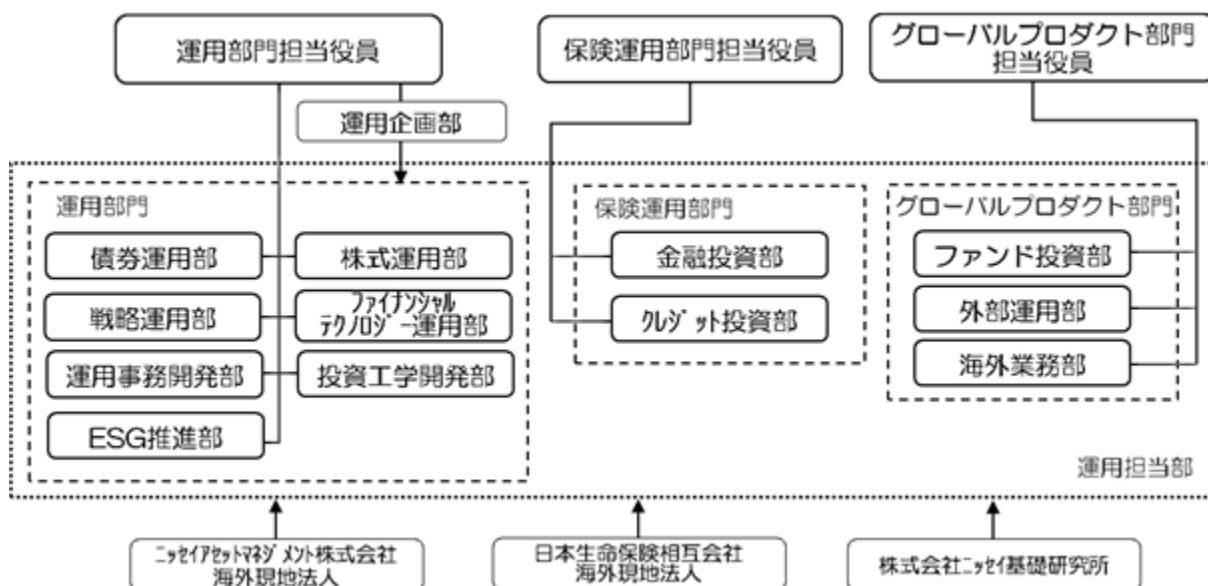 運用部門担当役員
保険運用部門担当役員
グローバルプロダクト部門
担当役員
運用企画部
運用部門
債券運用部
株式運用部
戦略運用部
ファイナンシャル
テクノロジー運用部
運用事務開発部
投資工学開発部
ESG推進部
保険運用部門
金融投資部
クレジット投資部
グローバルプロダクト部門
ファンド投資部
外部運用部
海外業務部
運用担当部
ニッセイアセットマネジメント株式会社
海外現地法人
日本生命保険相互会社
海外現地法人
株式会社ニッセイ基礎研究所